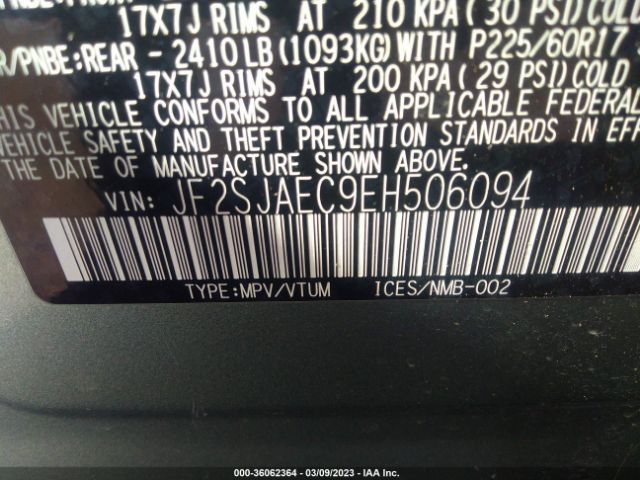 17X7J RIMS AT 210 KPA(30 PSI)COLD
R/PNBE:REAR - 2410LB(1093KG)WITH P225/60R17
17X7J RIMS AT 200 KPA(29 PSI)COLD
THIS VEHICLE CONFORMS TO ALL APPLICABLE FEDERAL
VEHICLE SAFETY AND THEFT PREVENTION STANDARDS IN EFF
THE DATE OF MANUFACTURE SHOWN ABOVE.
VIN: JF2SJAEC9EH506094
TYPE:MPV/VTUM ICES/NMB-002
000-36062364 - 03/09/2023 - IAA Inc.